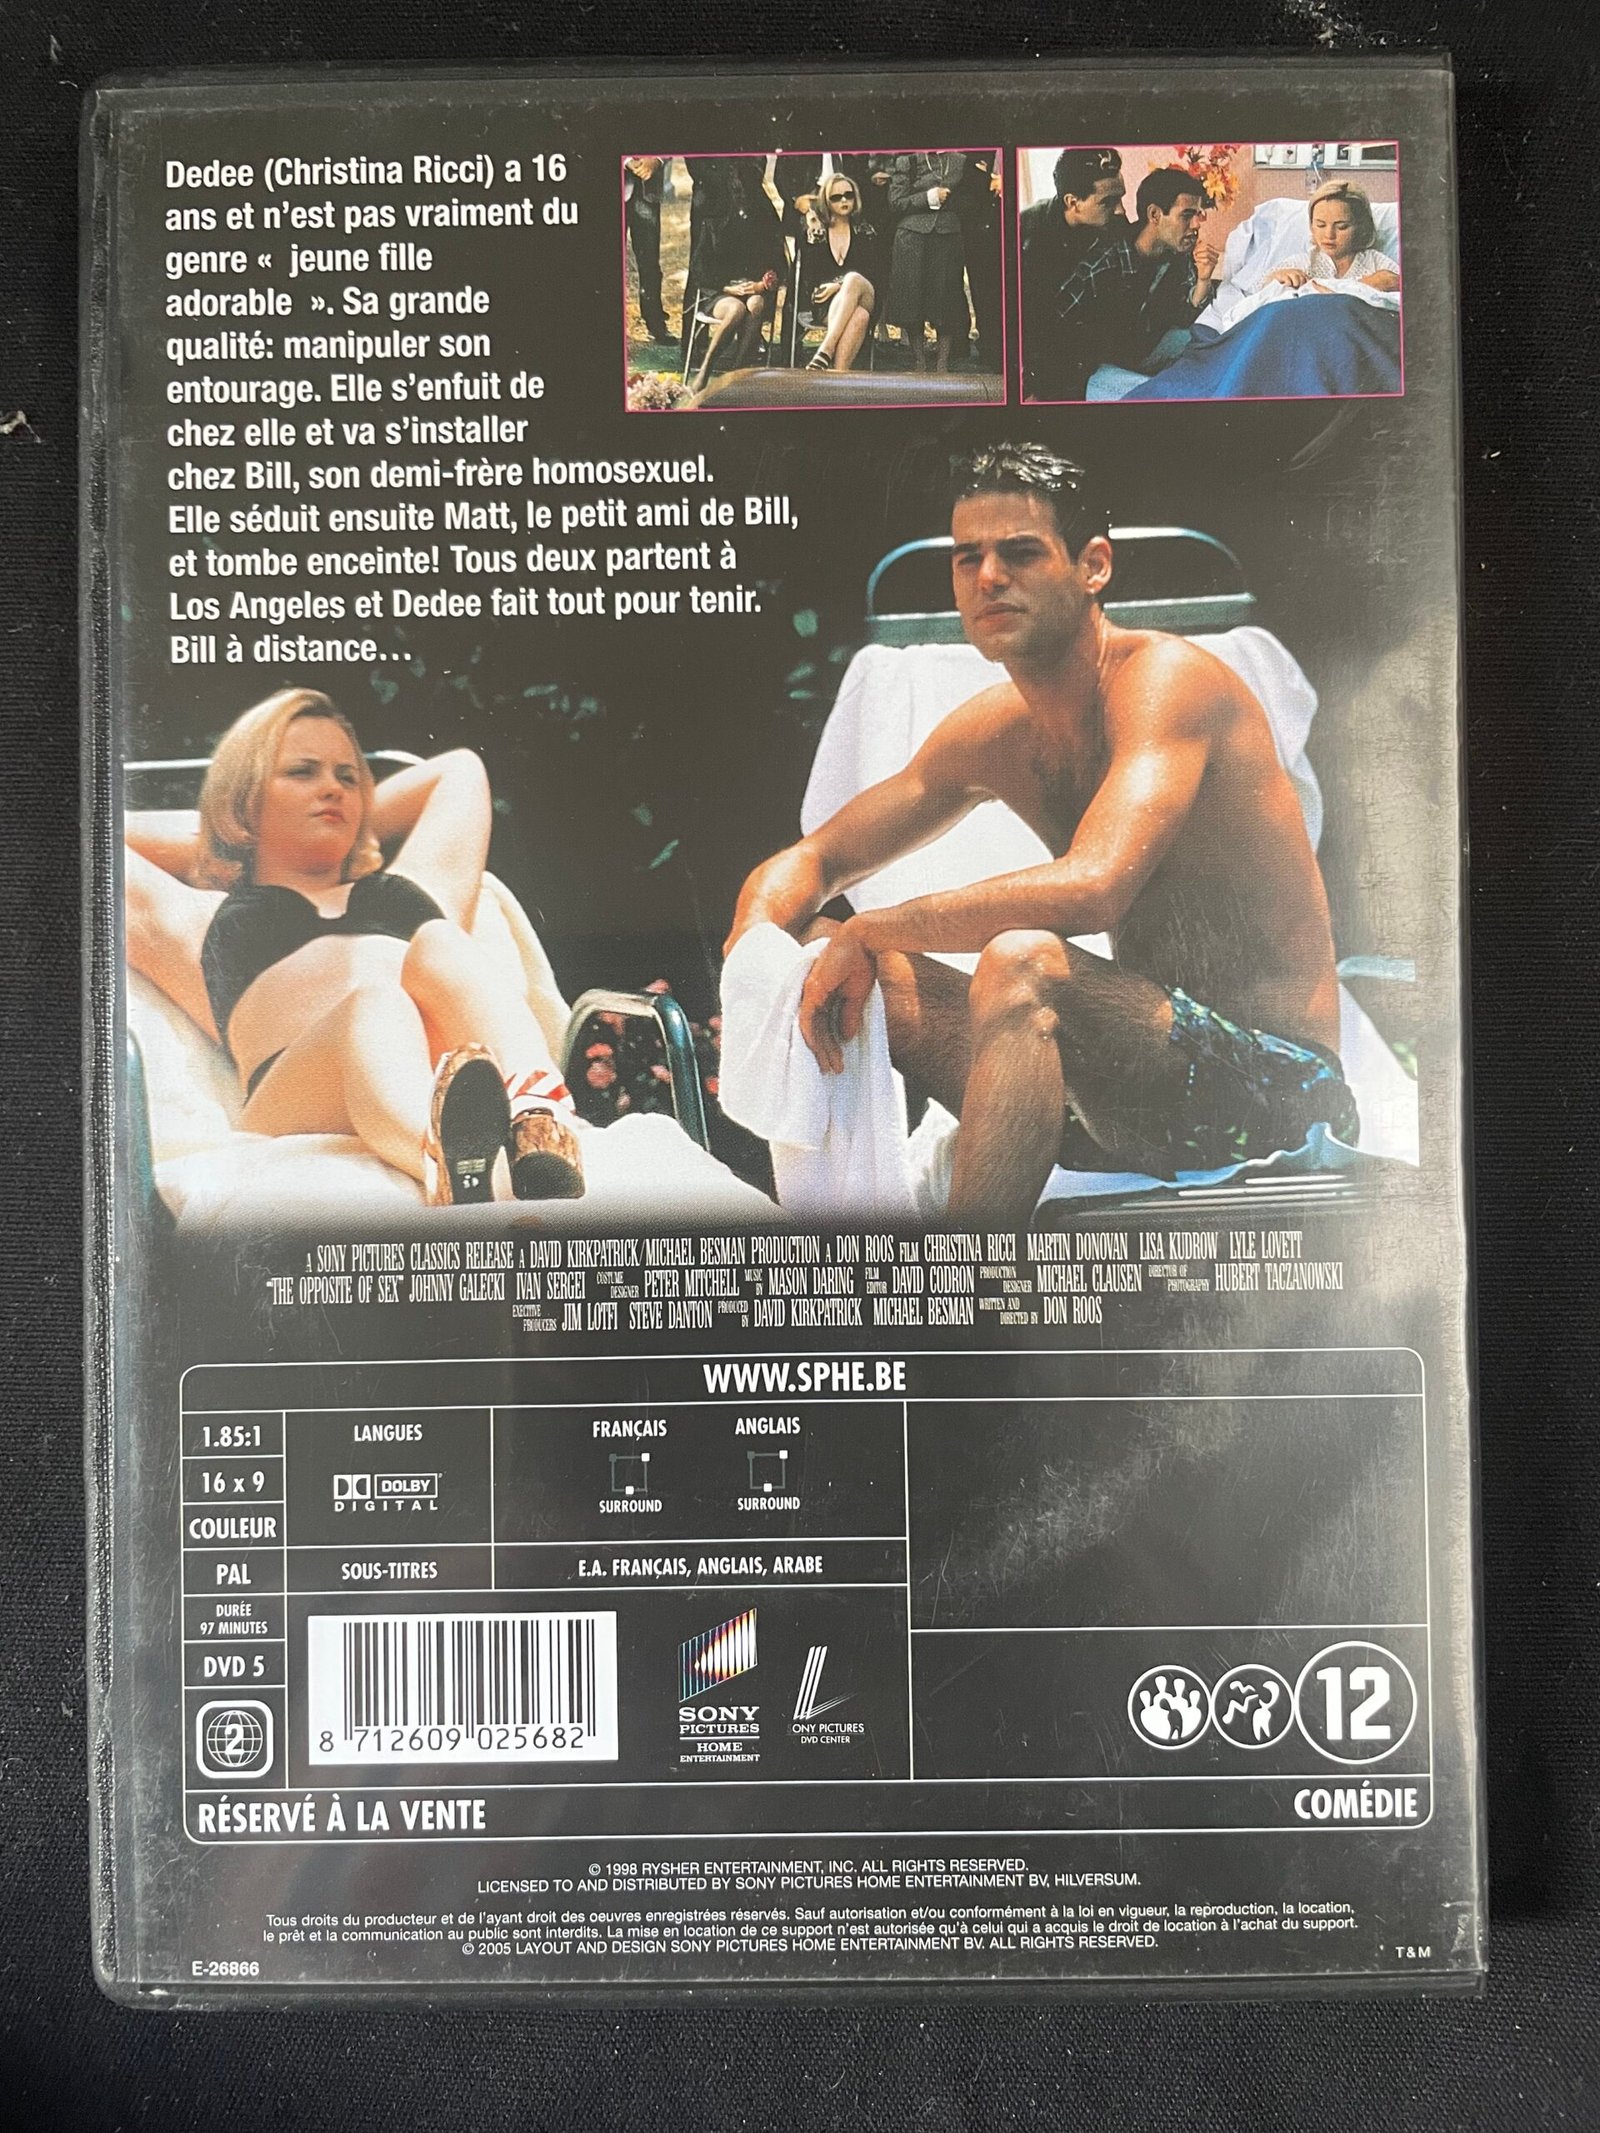 Dedee (Christina Ricci) a 16
ans et n'est pas vraiment du
genre «  jeune fille
adorable  ». Sa grande
qualité: manipuler son
entourage. Elle s'enfuit de
chez elle et va s'installer
chez Bill, son demi-frère homosexuel.
Elle séduit ensuite Matt, le petit ami de Bill,
et tombe enceinte! Tous deux partent à
Los Angeles et Dedee fait tout pour tenir.
Bill à distance...
A SONY PICTURES CLASSICS RELEASE A DAVID KIRKPATRICK/MICHAEL BESMAN PRODUCTION A DON ROOS FILM CHRISTINA RICCI MARTIN DONOVAN LISA KUDROW LYLE LOVETT
"THE OPPOSITE OF SEX" JOHNNY GALECKI IVAN SERGEI COSTUME DESIGNER PETER MITCHELL MUSIC BY MASON DARING FILM EDITOR DAVID CODRON PRODUCTION DESIGNER MICHAEL CLAUSEN DIRECTOR OF PHOTOGRAPHY HUBERT TACZANOWSKI
EXECUTIVE PRODUCERS JIM LOTFI STEVE DANTON PRODUCED BY DAVID KIRKPATRICK MICHAEL BESMAN WRITTEN AND DIRECTED BY DON ROOS
WWW.SPHE.BE
1.85:1
16 x 9
COULEUR
PAL
DURÉE
97 MINUTES
DVD 5
2
LANGUES
DOLBY
DIGITAL
FRANÇAIS
SURROUND
ANGLAIS
SURROUND
SOUS-TITRES
E.A. FRANÇAIS, ANGLAIS, ARABE
8 712609 025682
SONY
PICTURES
HOME
ENTERTAINMENT
ONY PICTURES
DVD CENTER
12
RÉSERVÉ À LA VENTE
COMÉDIE
© 1998 RYSHER ENTERTAINMENT, INC. ALL RIGHTS RESERVED.
LICENSED TO AND DISTRIBUTED BY SONY PICTURES HOME ENTERTAINMENT BV, HILVERSUM.
Tous droits du producteur et de l'ayant droit des oeuvres enregistrées réservés. Sauf autorisation et/ou conformément à la loi en vigueur, la reproduction, la location,
le prêt et la communication au public sont interdits. La mise en location de ce support n'est autorisée qu'à celui qui a acquis le droit de location à l'achat du support.
© 2005 LAYOUT AND DESIGN SONY PICTURES HOME ENTERTAINMENT BV. ALL RIGHTS RESERVED.
T&M
E-26866